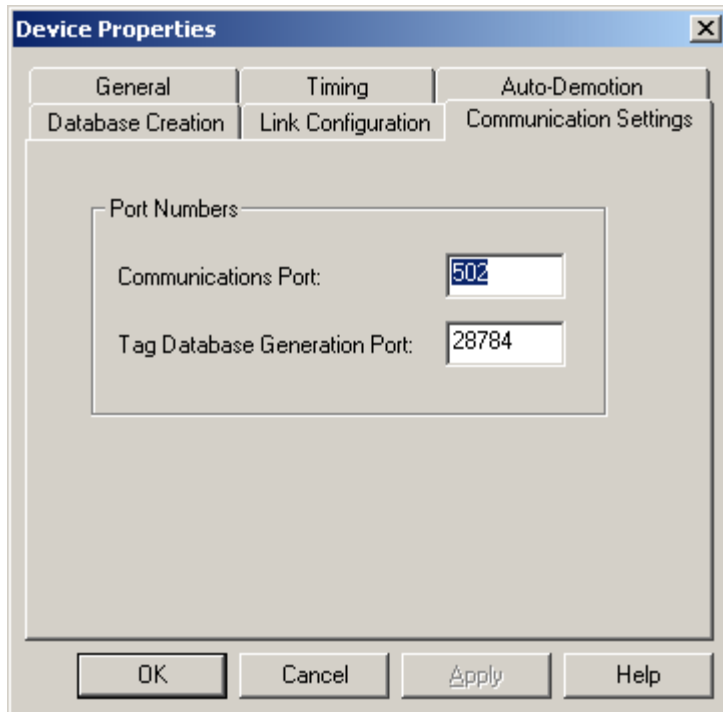 Device Properties
General Timing Auto-Demotion
Database Creation Link Configuration Communication Settings
Port Numbers
Communications Port: 502
Tag Database Generation Port: 28784
OK Cancel Apply Help